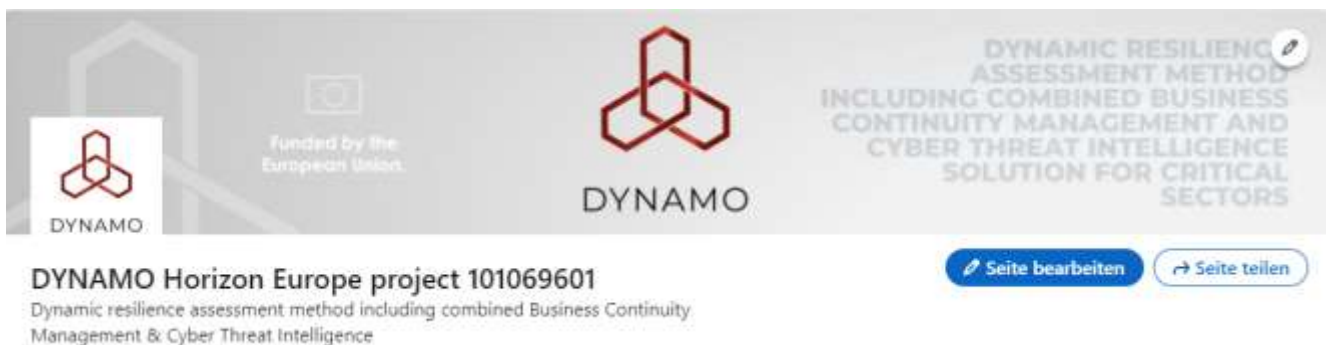 DYNAMO
Funded by the
European Union
DYNAMO
DYNAMIC RESILIENCE
ASSESSMENT METHOD
INCLUDING COMBINED BUSINESS
CONTINUITY MANAGEMENT AND
CYBER THREAT INTELLIGENCE
SOLUTION FOR CRITICAL
SECTORS
DYNAMO Horizon Europe project 101069601
Dynamic resilience assessment method including combined Business Continuity
Management & Cyber Threat Intelligence
Seite bearbeiten
Seite teilen